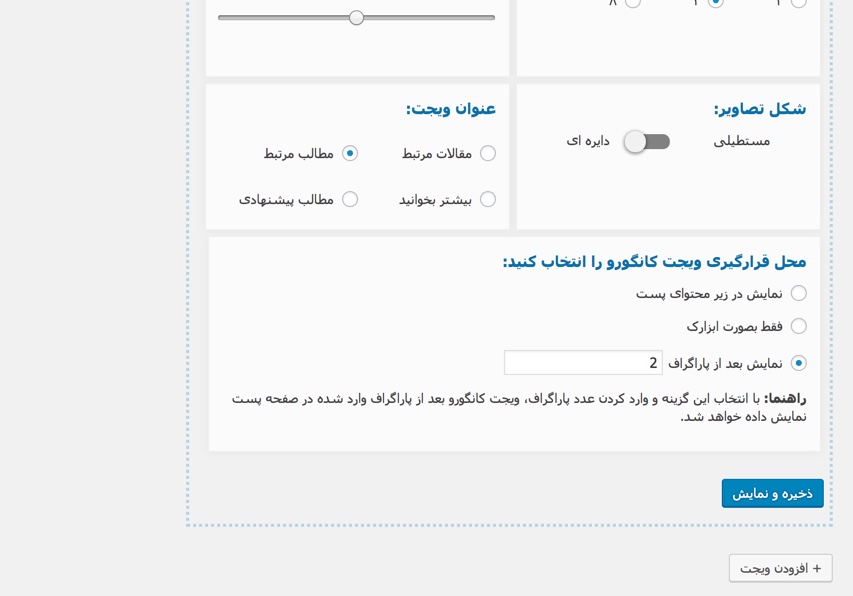 شکل تصاویر:
مستطیلی دایره ای
عنوان ویجت:
مقالات مرتبط مطالب مرتبط
بیشتر بخوانید مطالب پیشنهادی
محل قرارگیری ویجت کانگورو را انتخاب کنید:
نمایش در زیر محتوای پست
فقط بصورت ابزارک
نمایش بعد از پاراگراف 2
راهنما: با انتخاب این گزینه و وارد کردن عدد پاراگراف، ویجت کانگورو بعد از پاراگراف وارد شده در صفحه پست
نمایش داده خواهد شد.
ذخیره و نمایش
+ افزودن ویجت